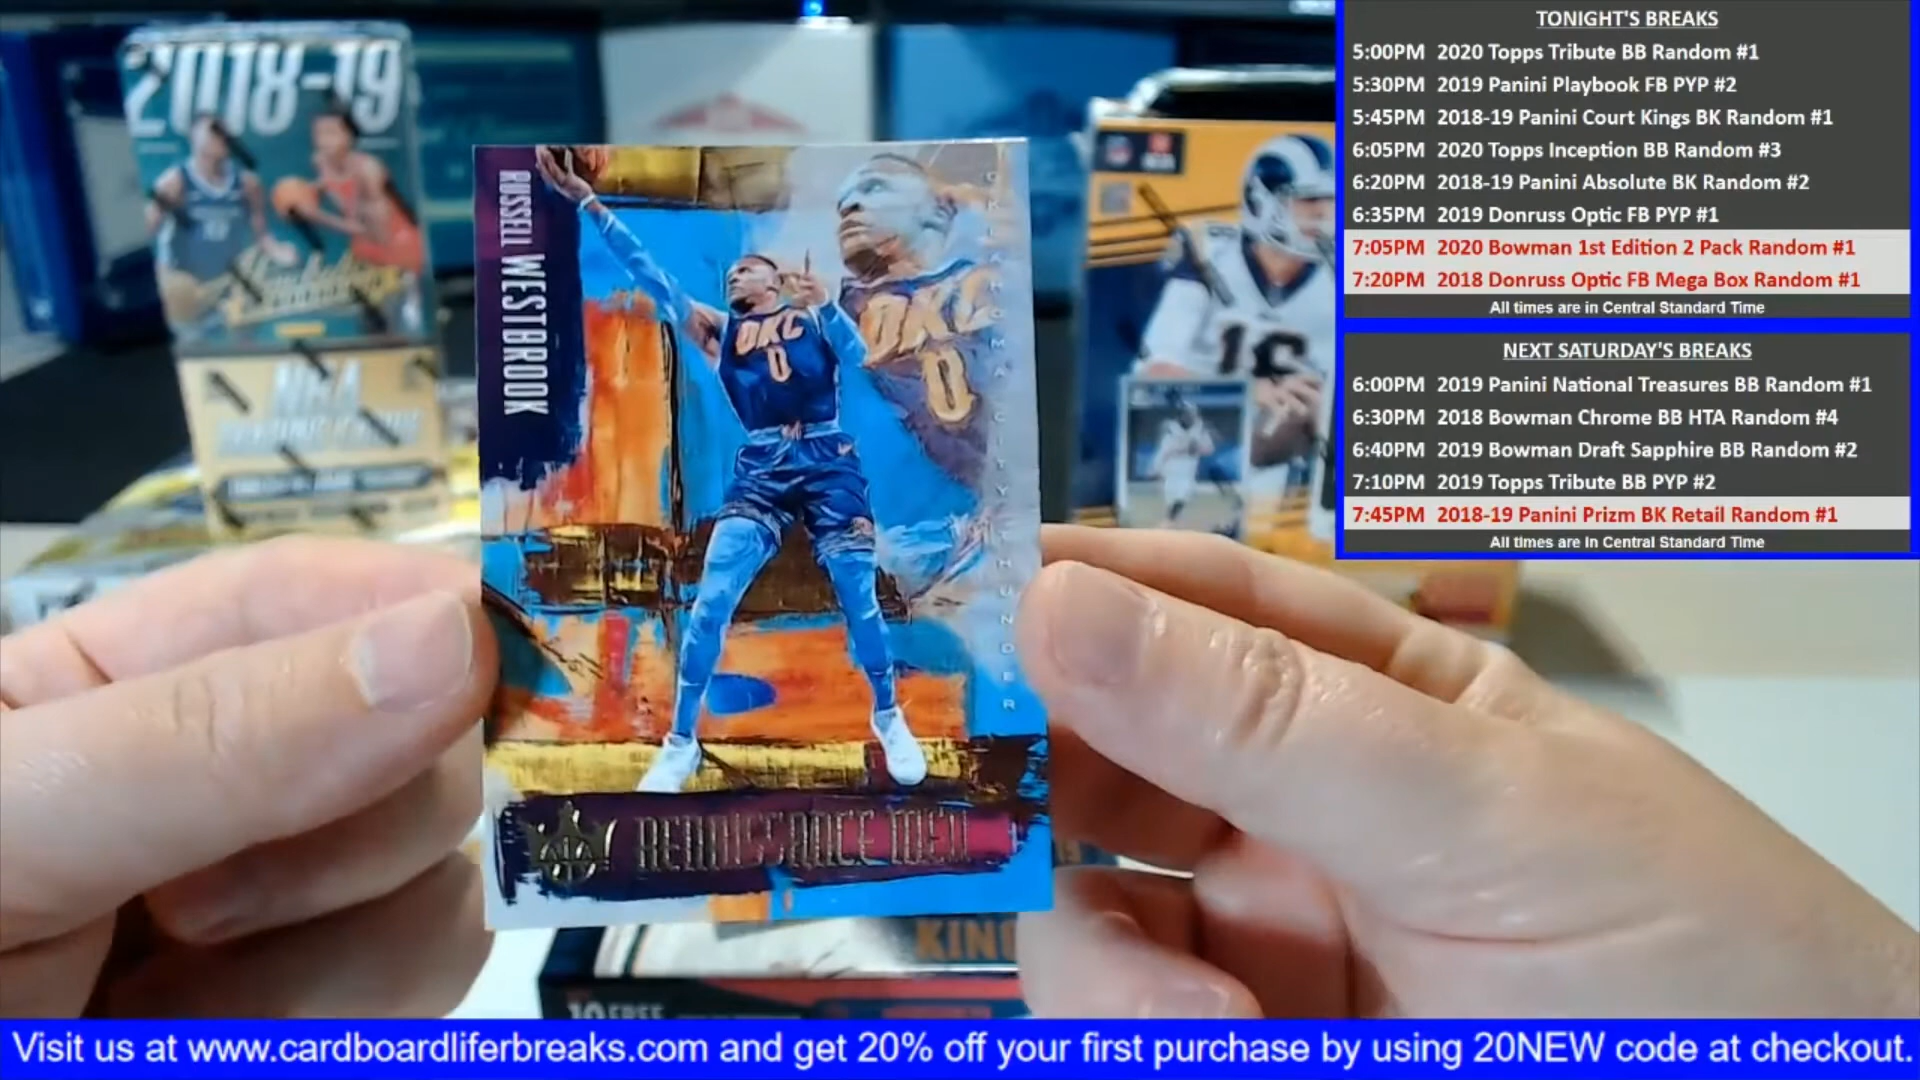 2018-19
NBA
RUSSELL WESTBROOK
OKC
0
OKC
0
OKLAHOMA CITY THUNDER
RENAISSANCE MEN
16
KING
10 FREE
TONIGHT'S BREAKS
5:00PM 2020 Topps Tribute BB Random #1
5:30PM 2019 Panini Playbook FB PYP #2
5:45PM 2018-19 Panini Court Kings BK Random #1
6:05PM 2020 Topps Inception BB Random #3
6:20PM 2018-19 Panini Absolute BK Random #2
6:35PM 2019 Donruss Optic FB PYP #1
7:05PM 2020 Bowman 1st Edition 2 Pack Random #1
7:20PM 2018 Donruss Optic FB Mega Box Random #1
All times are in Central Standard Time
NEXT SATURDAY'S BREAKS
6:00PM 2019 Panini National Treasures BB Random #1
6:30PM 2018 Bowman Chrome BB HTA Random #4
6:40PM 2019 Bowman Draft Sapphire BB Random #2
7:10PM 2019 Topps Tribute BB PYP #2
7:45PM 2018-19 Panini Prizm BK Retail Random #1
All times are in Central Standard Time
Visit us at www.cardboardliferbreaks.com and get 20% off your first purchase by using 20NEW code at checkout.